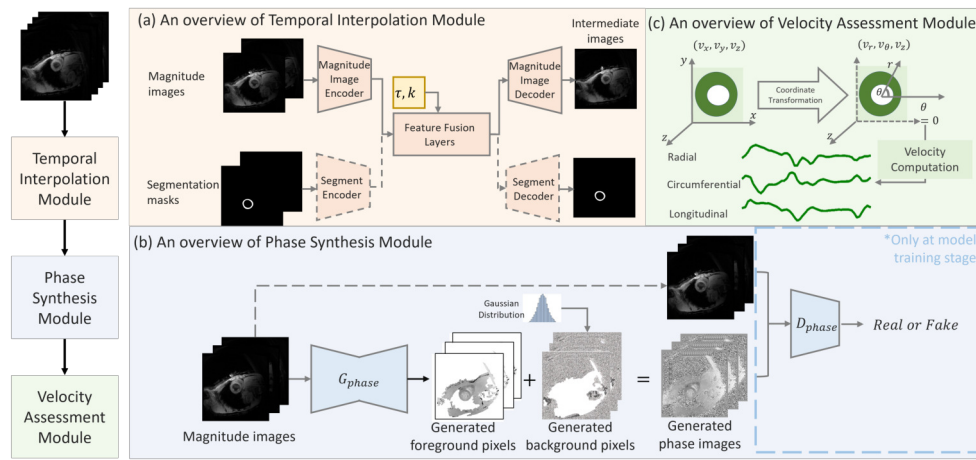 Temporal
Interpolation
Module
Phase
Synthesis
Module
Velocity
Assessment
Module
(a) An overview of Temporal Interpolation Module
Intermediate
images
Magnitude
images
Magnitude
Image
Encoder
τ, k
Feature Fusion
Layers
Magnitude
Image
Decoder
Segmentation
masks
Segment
Encoder
Segment
Decoder
(c) An overview of Velocity Assessment Module
(v_x, v_y, v_z)
(v_r, v_θ, v_z)
y
x
z
Coordinate
Transformation
r
θ
z
θ
= 0
Velocity
Computation
Radial
Circumferential
Longitudinal
(b) An overview of Phase Synthesis Module
*Only at model
training stage
Gaussian
Distribution
G_phase
+
=
D_phase
Real or Fake
Magnitude images
Generated
foreground pixels
Generated
background pixels
Generated
phase images